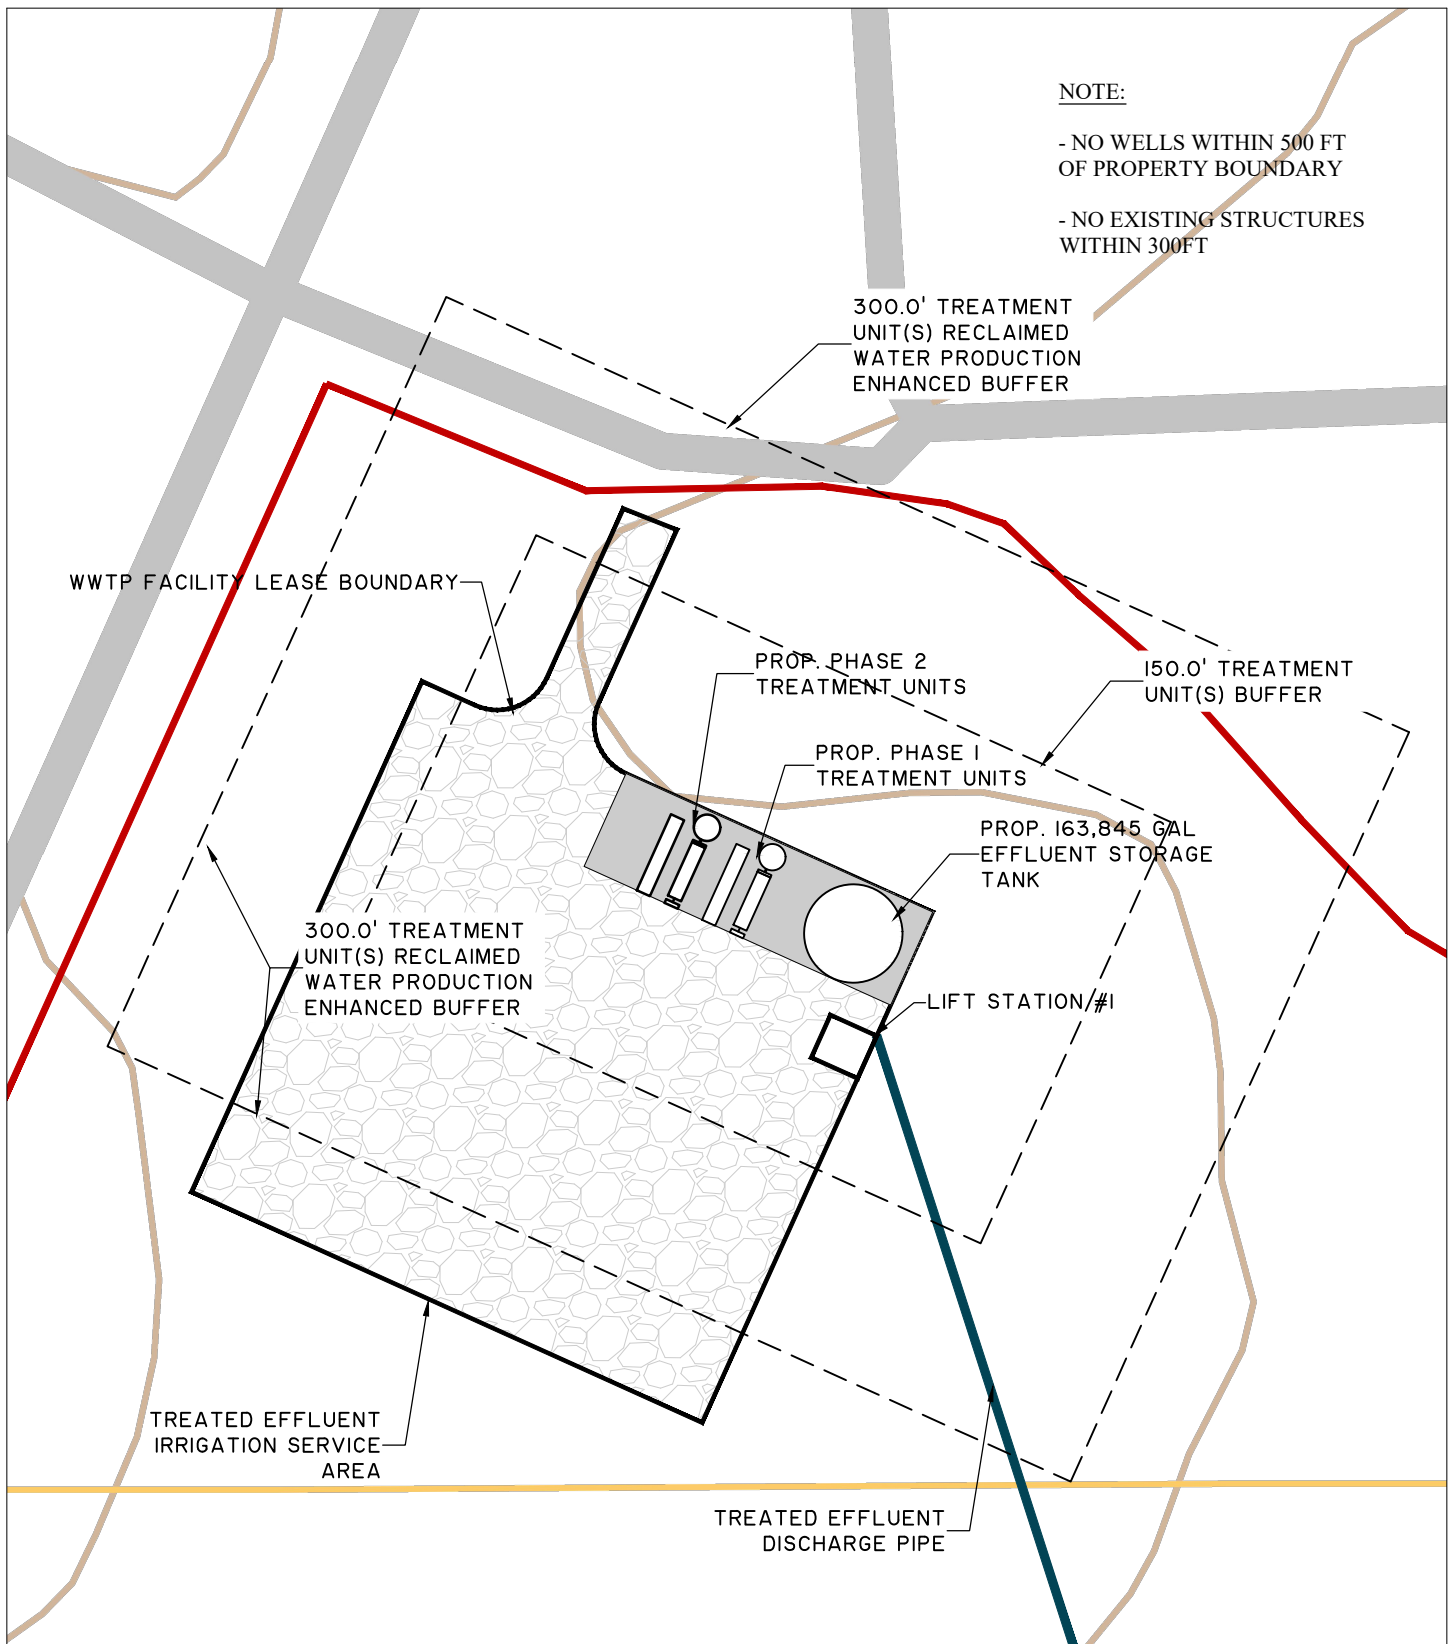 NOTE:
- NO WELLS WITHIN 500 FT
OF PROPERTY BOUNDARY
- NO EXISTING STRUCTURES
WITHIN 300FT
300.0' TREATMENT
UNIT(S) RECLAIMED
WATER PRODUCTION
ENHANCED BUFFER
WWTP FACILITY LEASE BOUNDARY
PROP. PHASE 2
TREATMENT UNITS
150.0' TREATMENT
UNIT(S) BUFFER
PROP. PHASE 1
TREATMENT UNITS
PROP. 163,845 GAL
EFFLUENT STORAGE
TANK
300.0' TREATMENT
UNIT(S) RECLAIMED
WATER PRODUCTION
ENHANCED BUFFER
LIFT STATION #1
TREATED EFFLUENT
IRRIGATION SERVICE
AREA
TREATED EFFLUENT
DISCHARGE PIPE